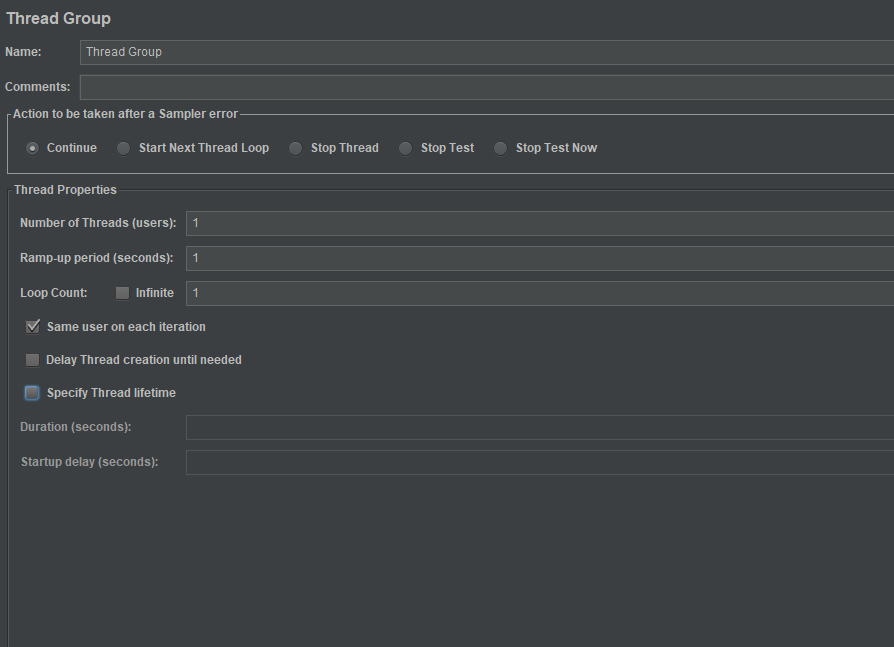 Thread Group
Name: Thread Group
Comments:
Action to be taken after a Sampler error
Continue Start Next Thread Loop Stop Thread Stop Test Stop Test Now
Thread Properties
Number of Threads (users): 1
Ramp-up period (seconds): 1
Loop Count: Infinite 1
Same user on each iteration
Delay Thread creation until needed
Specify Thread lifetime
Duration (seconds):
Startup delay (seconds):